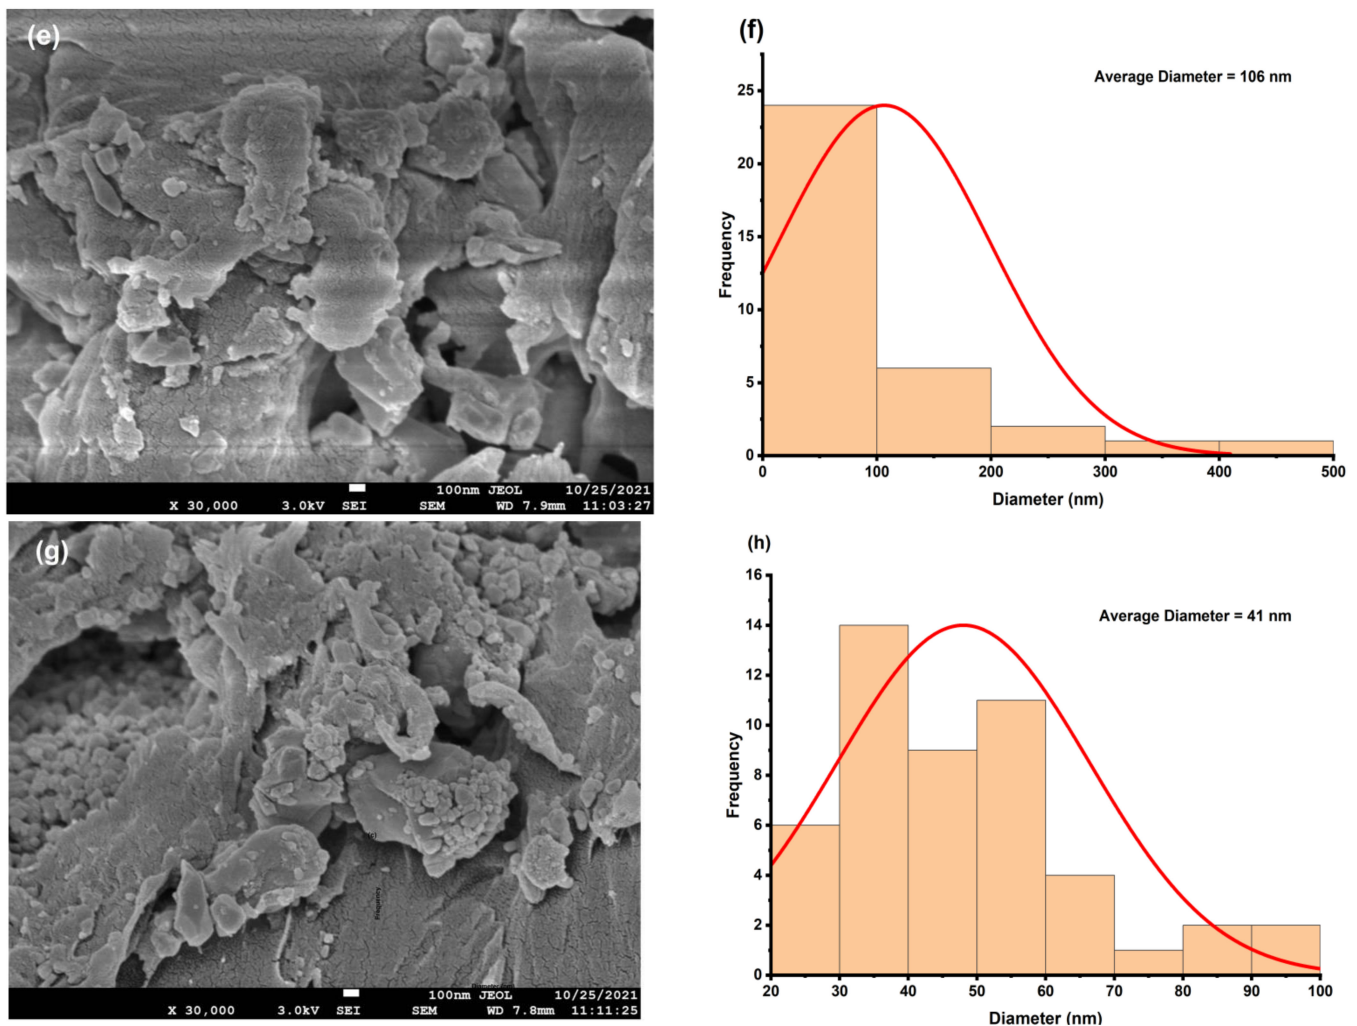 (e)
100nm JEOL 10/25/2021
X 30,000 3.0kV SEI SEM WD 7.9mm 11:03:27
(f)
Average Diameter = 106 nm
Frequency
25
20
15
10
5
0
0 100 200 300 400 500
Diameter (nm)
(g)
(c)
Frequency
100nm JEOL 10/25/2021
X 30,000 3.0kV SEI SEM WD 7.8mm 11:11:25
(h)
Average Diameter = 41 nm
Frequency
16
14
12
10
8
6
4
2
0
20 30 40 50 60 70 80 90 100
Diameter (nm)